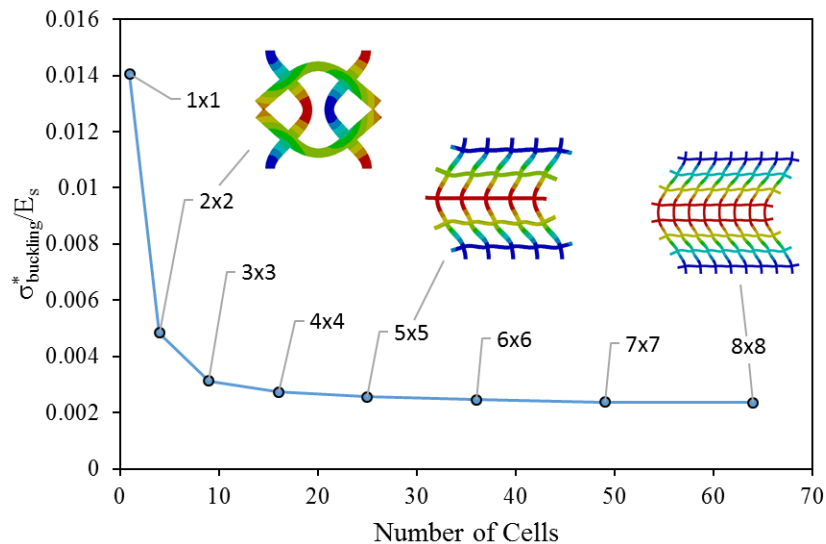 0.016
0.014
0.012
0.01
0.008
0.006
0.004
0.002
0
σ*buckling/Es
1x1
2x2
3x3
4x4
5x5
6x6
7x7
8x8
0 10 20 30 40 50 60 70
Number of Cells